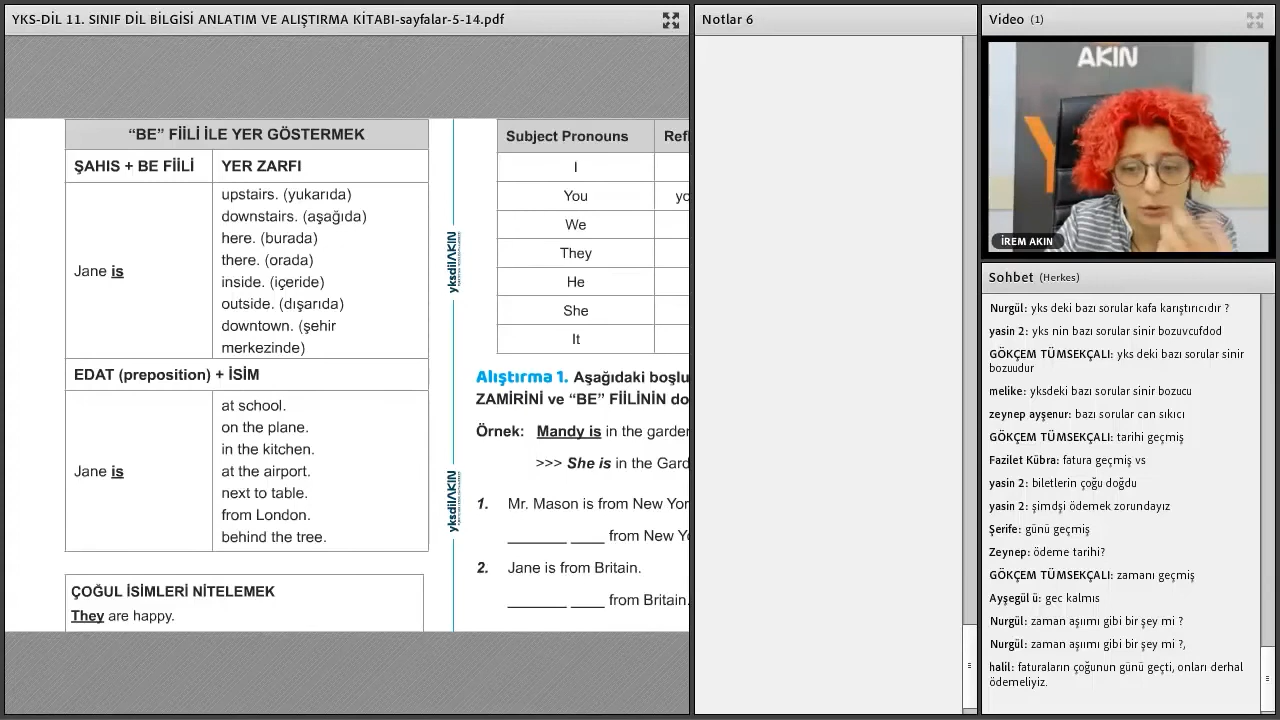 YKS-DİL 11. SINIF DİL BİLGİSİ ANLATIM VE ALIŞTIRMA KİTABI-sayfalar-5-14.pdf
“BE” FİİLİ İLE YER GÖSTERMEK
ŞAHIS + BE FİİLİ
YER ZARFI
Jane is
upstairs. (yukarıda)
downstairs. (aşağıda)
here. (burada)
there. (orada)
inside. (içeride)
outside. (dışarıda)
downtown. (şehir
merkezinde)
EDAT (preposition) + İSİM
Jane is
at school.
on the plane.
in the kitchen.
at the airport.
next to table.
from London.
behind the tree.
ÇOĞUL İSİMLERİ NİTELEMEK
They are happy.
yksdilAKIN
yksdilAKIN
Subject Pronouns
Refl
I
You
yo
We
They
He
She
It
Alıştırma 1. Aşağıdaki boşlu
ZAMİRİNİ ve “BE” FİİLİNİN do
Örnek: Mandy is in the garden
>>> She is in the Gard
1. Mr. Mason is from New Yor
_______ ____ from New Yo
2. Jane is from Britain.
_______ ____ from Britain.
Notlar 6
Video (1)
AKIN
İREM AKIN
Sohbet (Herkes)
Nurgül: yks deki bazı sorular kafa karıştırıcıdır ?
yasin 2: yks nin bazı sorular sinir bozuvcufdod
GÖKÇEM TÜMSEKÇALI: yks deki bazı sorular sinir
bozuudur
melike: yksdeki bazı sorular sinir bozucu
zeynep ayşenur: bazı sorular can sıkıcı
GÖKÇEM TÜMSEKÇALI: tarihi geçmiş
Fazilet Kübra: fatura geçmiş vs
yasin 2: biletlerin çoğu doğdu
yasin 2: şimdşi ödemek zorundayız
Şerife: günü geçmiş
Zeynep: ödeme tarihi?
GÖKÇEM TÜMSEKÇALI: zamanı geçmiş
Ayşegül ü: gec kalmıs
Nurgül: zaman aşıımı gibi bir şey mi ?
Nurgül: zaman aşıımı gibi bir şey mi ?,
halil: faturaların çoğunun günü geçti, onları derhal
ödemeliyiz.